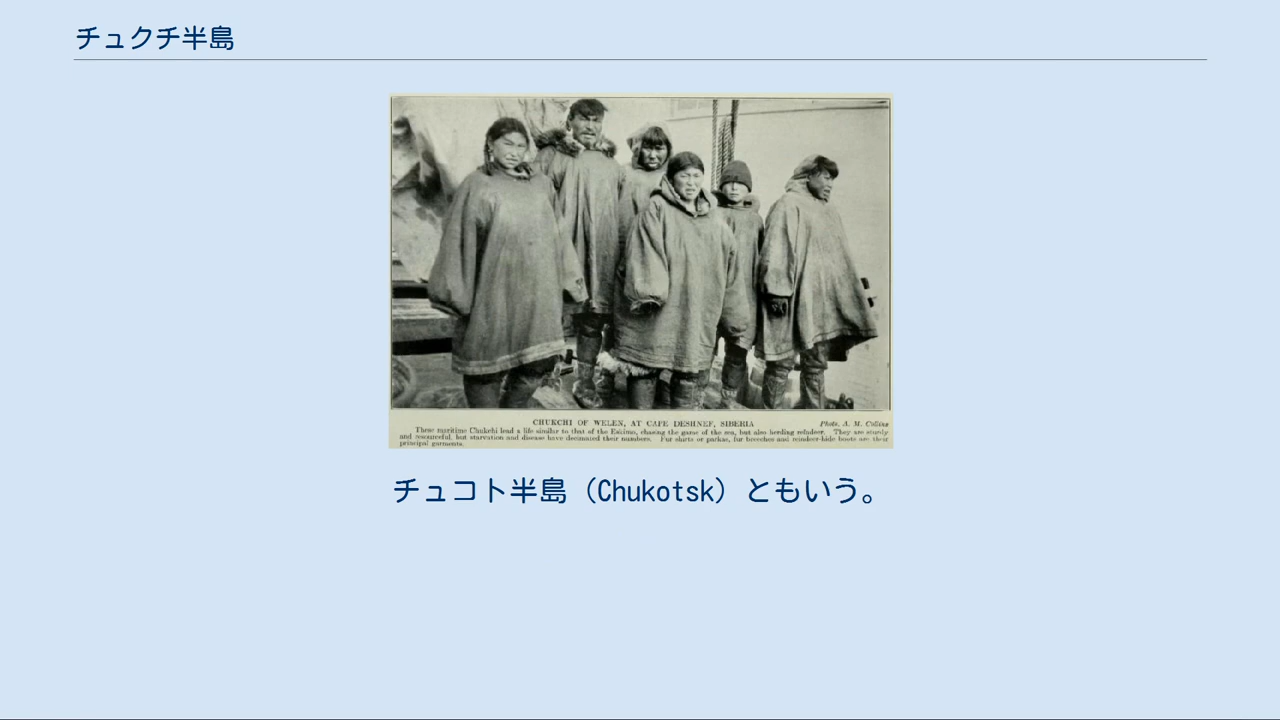 チュクチ半島
CHUKCHI OF WELEN, AT CAPE DESHNEF, SIBERIA Photo, A. M. Collins
These maritime Chukchi lead a life similar to that of the Eskimo, chasing the game of the sea, but also herding reindeer. They are sturdy
and resourceful, but starvation and disease have decimated their numbers. Fur shirts or parkas, fur breeches and reindeer-hide boots are their
principal garments.
チュコト半島（Chukotsk）ともいう。